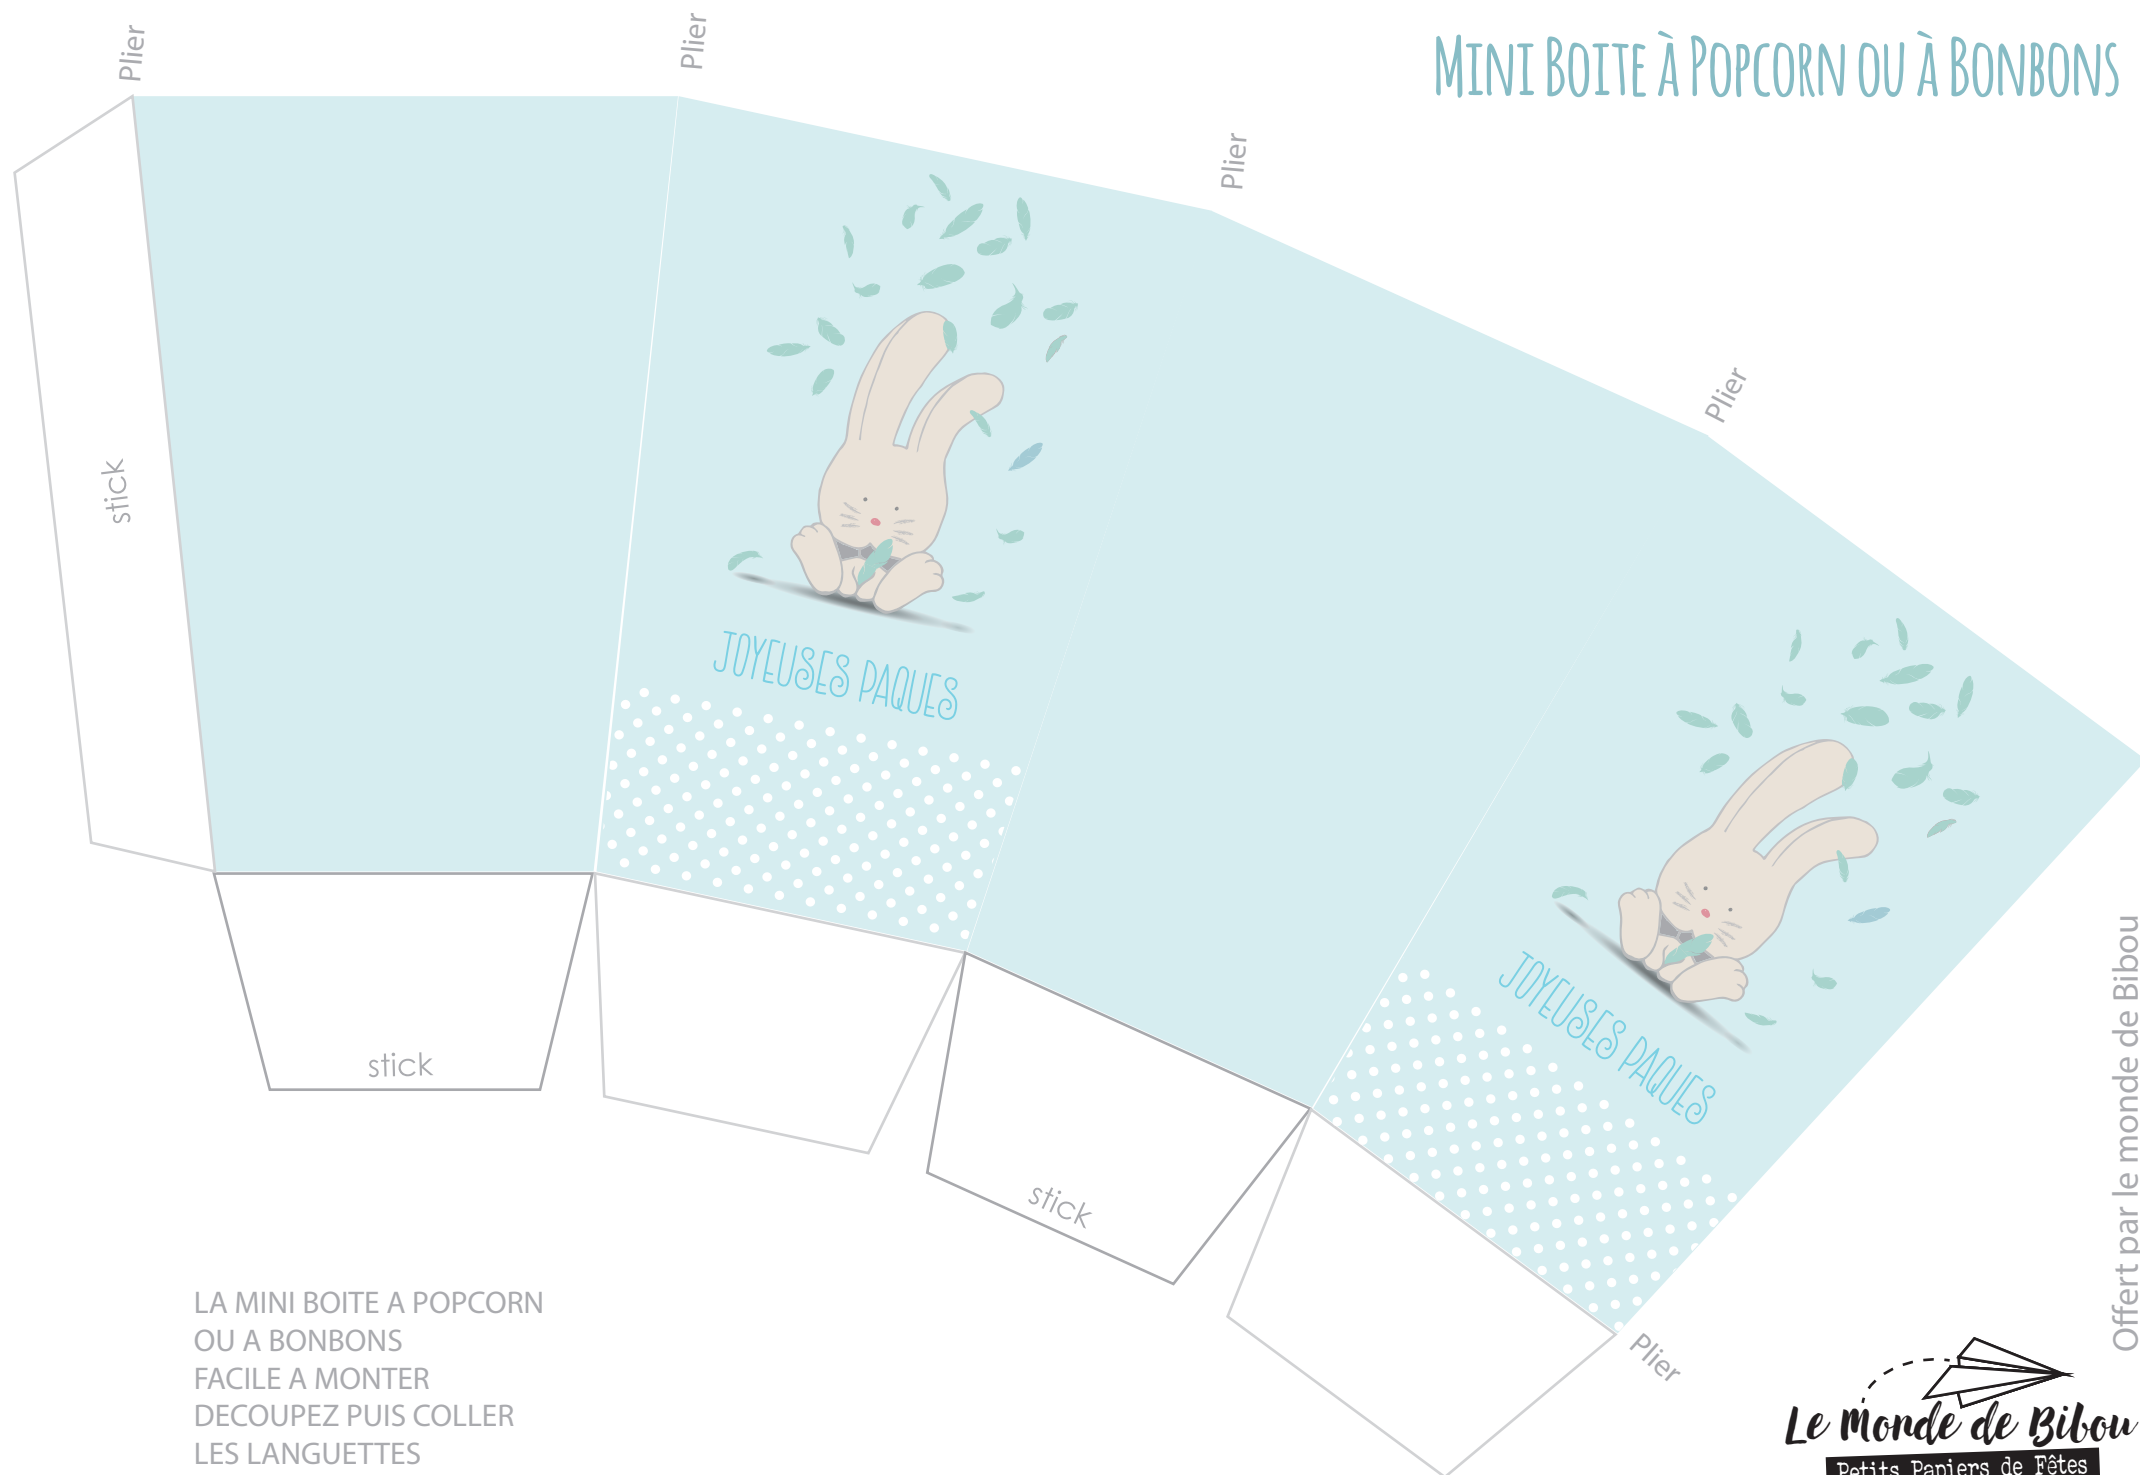 Plier
Plier
Mini Boite à Popcorn ou à Bonbons
Plier
Plier
stick
JOYEUSES PAQUES
JOYEUSES PAQUES
stick
stick
Plier
Offert par le monde de Bibou
LA MINI BOITE A POPCORN
OU A BONBONS
FACILE A MONTER
DECOUPEZ PUIS COLLER
LES LANGUETTES
Le Monde de Bibou
Petits Papiers de Fêtes